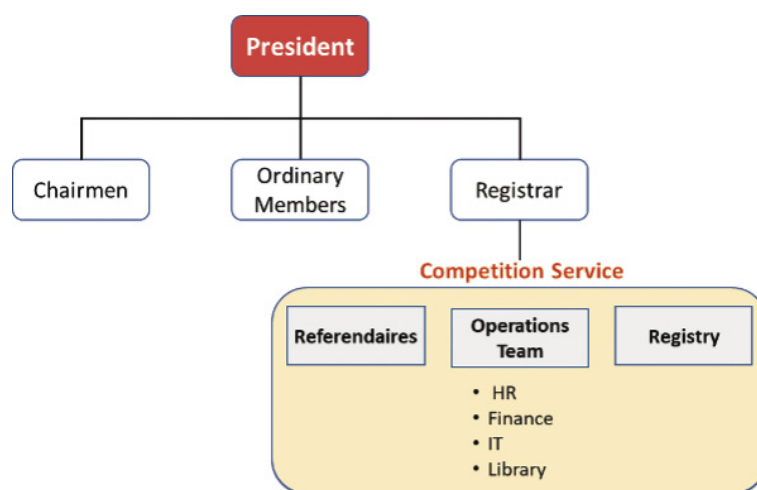 President
Chairmen
Ordinary
Members
Registrar
Competition Service
Referendaires
Operations
Team
Registry
• HR
• Finance
• IT
• Library